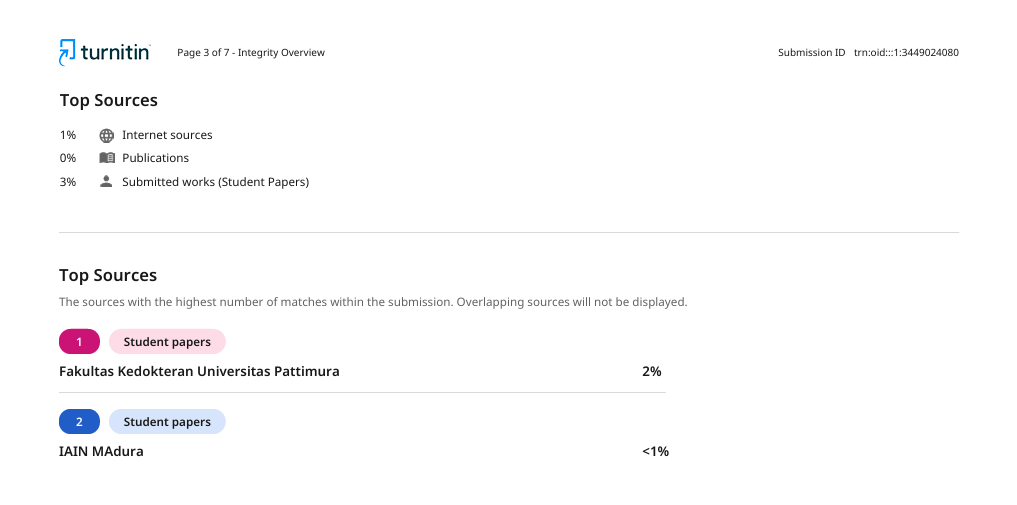 turnitin Page 3 of 7 - Integrity Overview Submission ID trn:oid:::1:3449024080
Top Sources
1% Internet sources
0% Publications
3% Submitted works (Student Papers)
Top Sources
The sources with the highest number of matches within the submission. Overlapping sources will not be displayed.
1 Student papers
Fakultas Kedokteran Universitas Pattimura 2%
2 Student papers
IAIN MAdura <1%